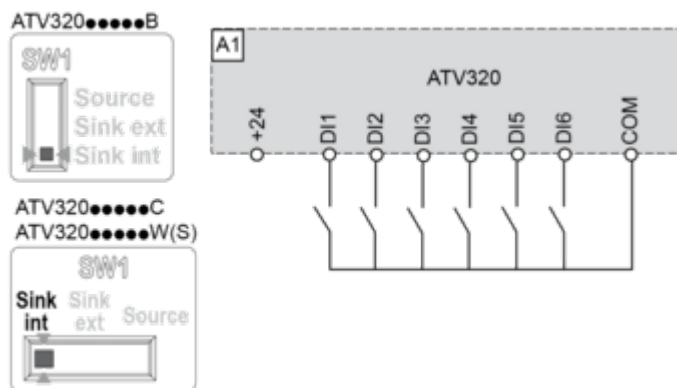 ATV320●●●●●B
SW1
Source
Sink ext
Sink int
ATV320●●●●●C
ATV320●●●●●W(S)
SW1
Sink int
Sink ext
Source
A1
ATV320
+24
DI1
DI2
DI3
DI4
DI5
DI6
COM